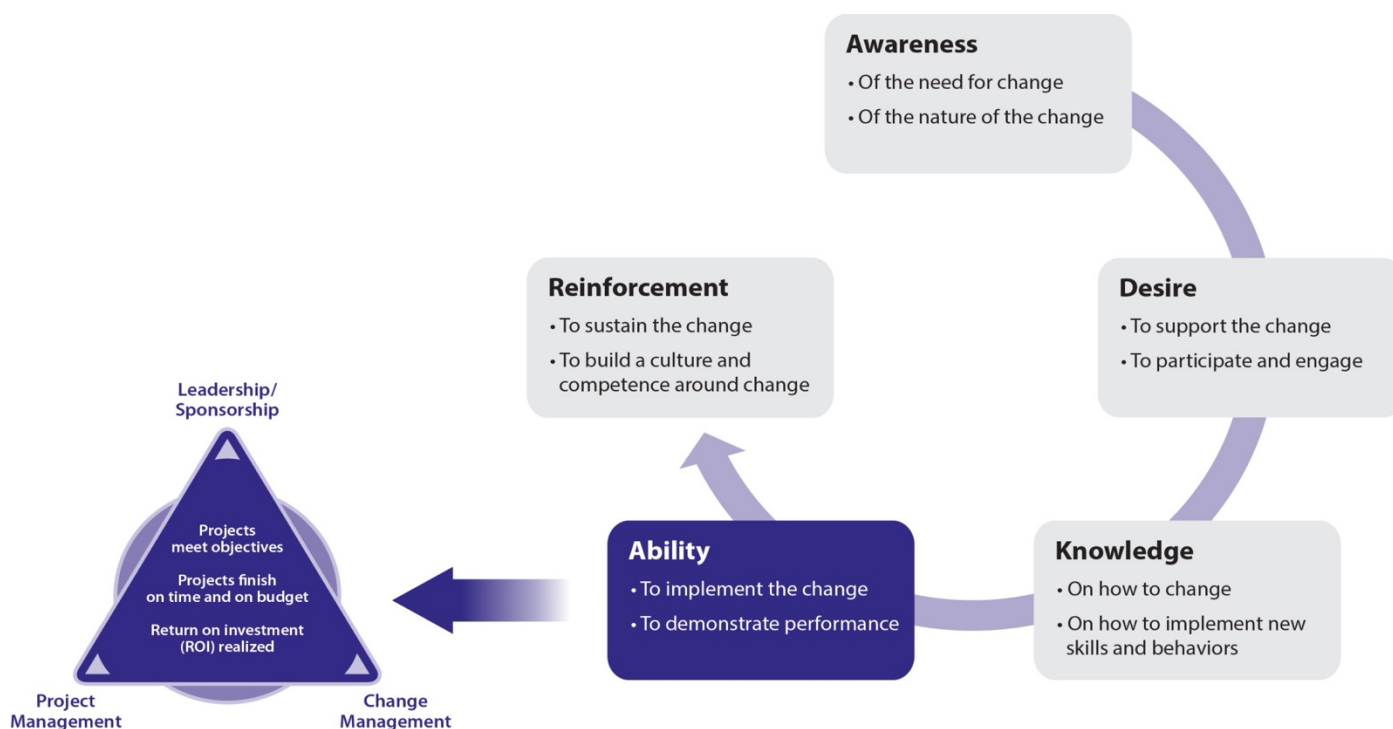 Awareness
• Of the need for change
• Of the nature of the change
Desire
• To support the change
• To participate and engage
Knowledge
• On how to change
• On how to implement new
skills and behaviors
Ability
• To implement the change
• To demonstrate performance
Reinforcement
• To sustain the change
• To build a culture and
competence around change
Leadership/
Sponsorship
Projects
meet objectives
Projects finish
on time and on budget
Return on investment
(ROI) realized
Project
Management
Change
Management